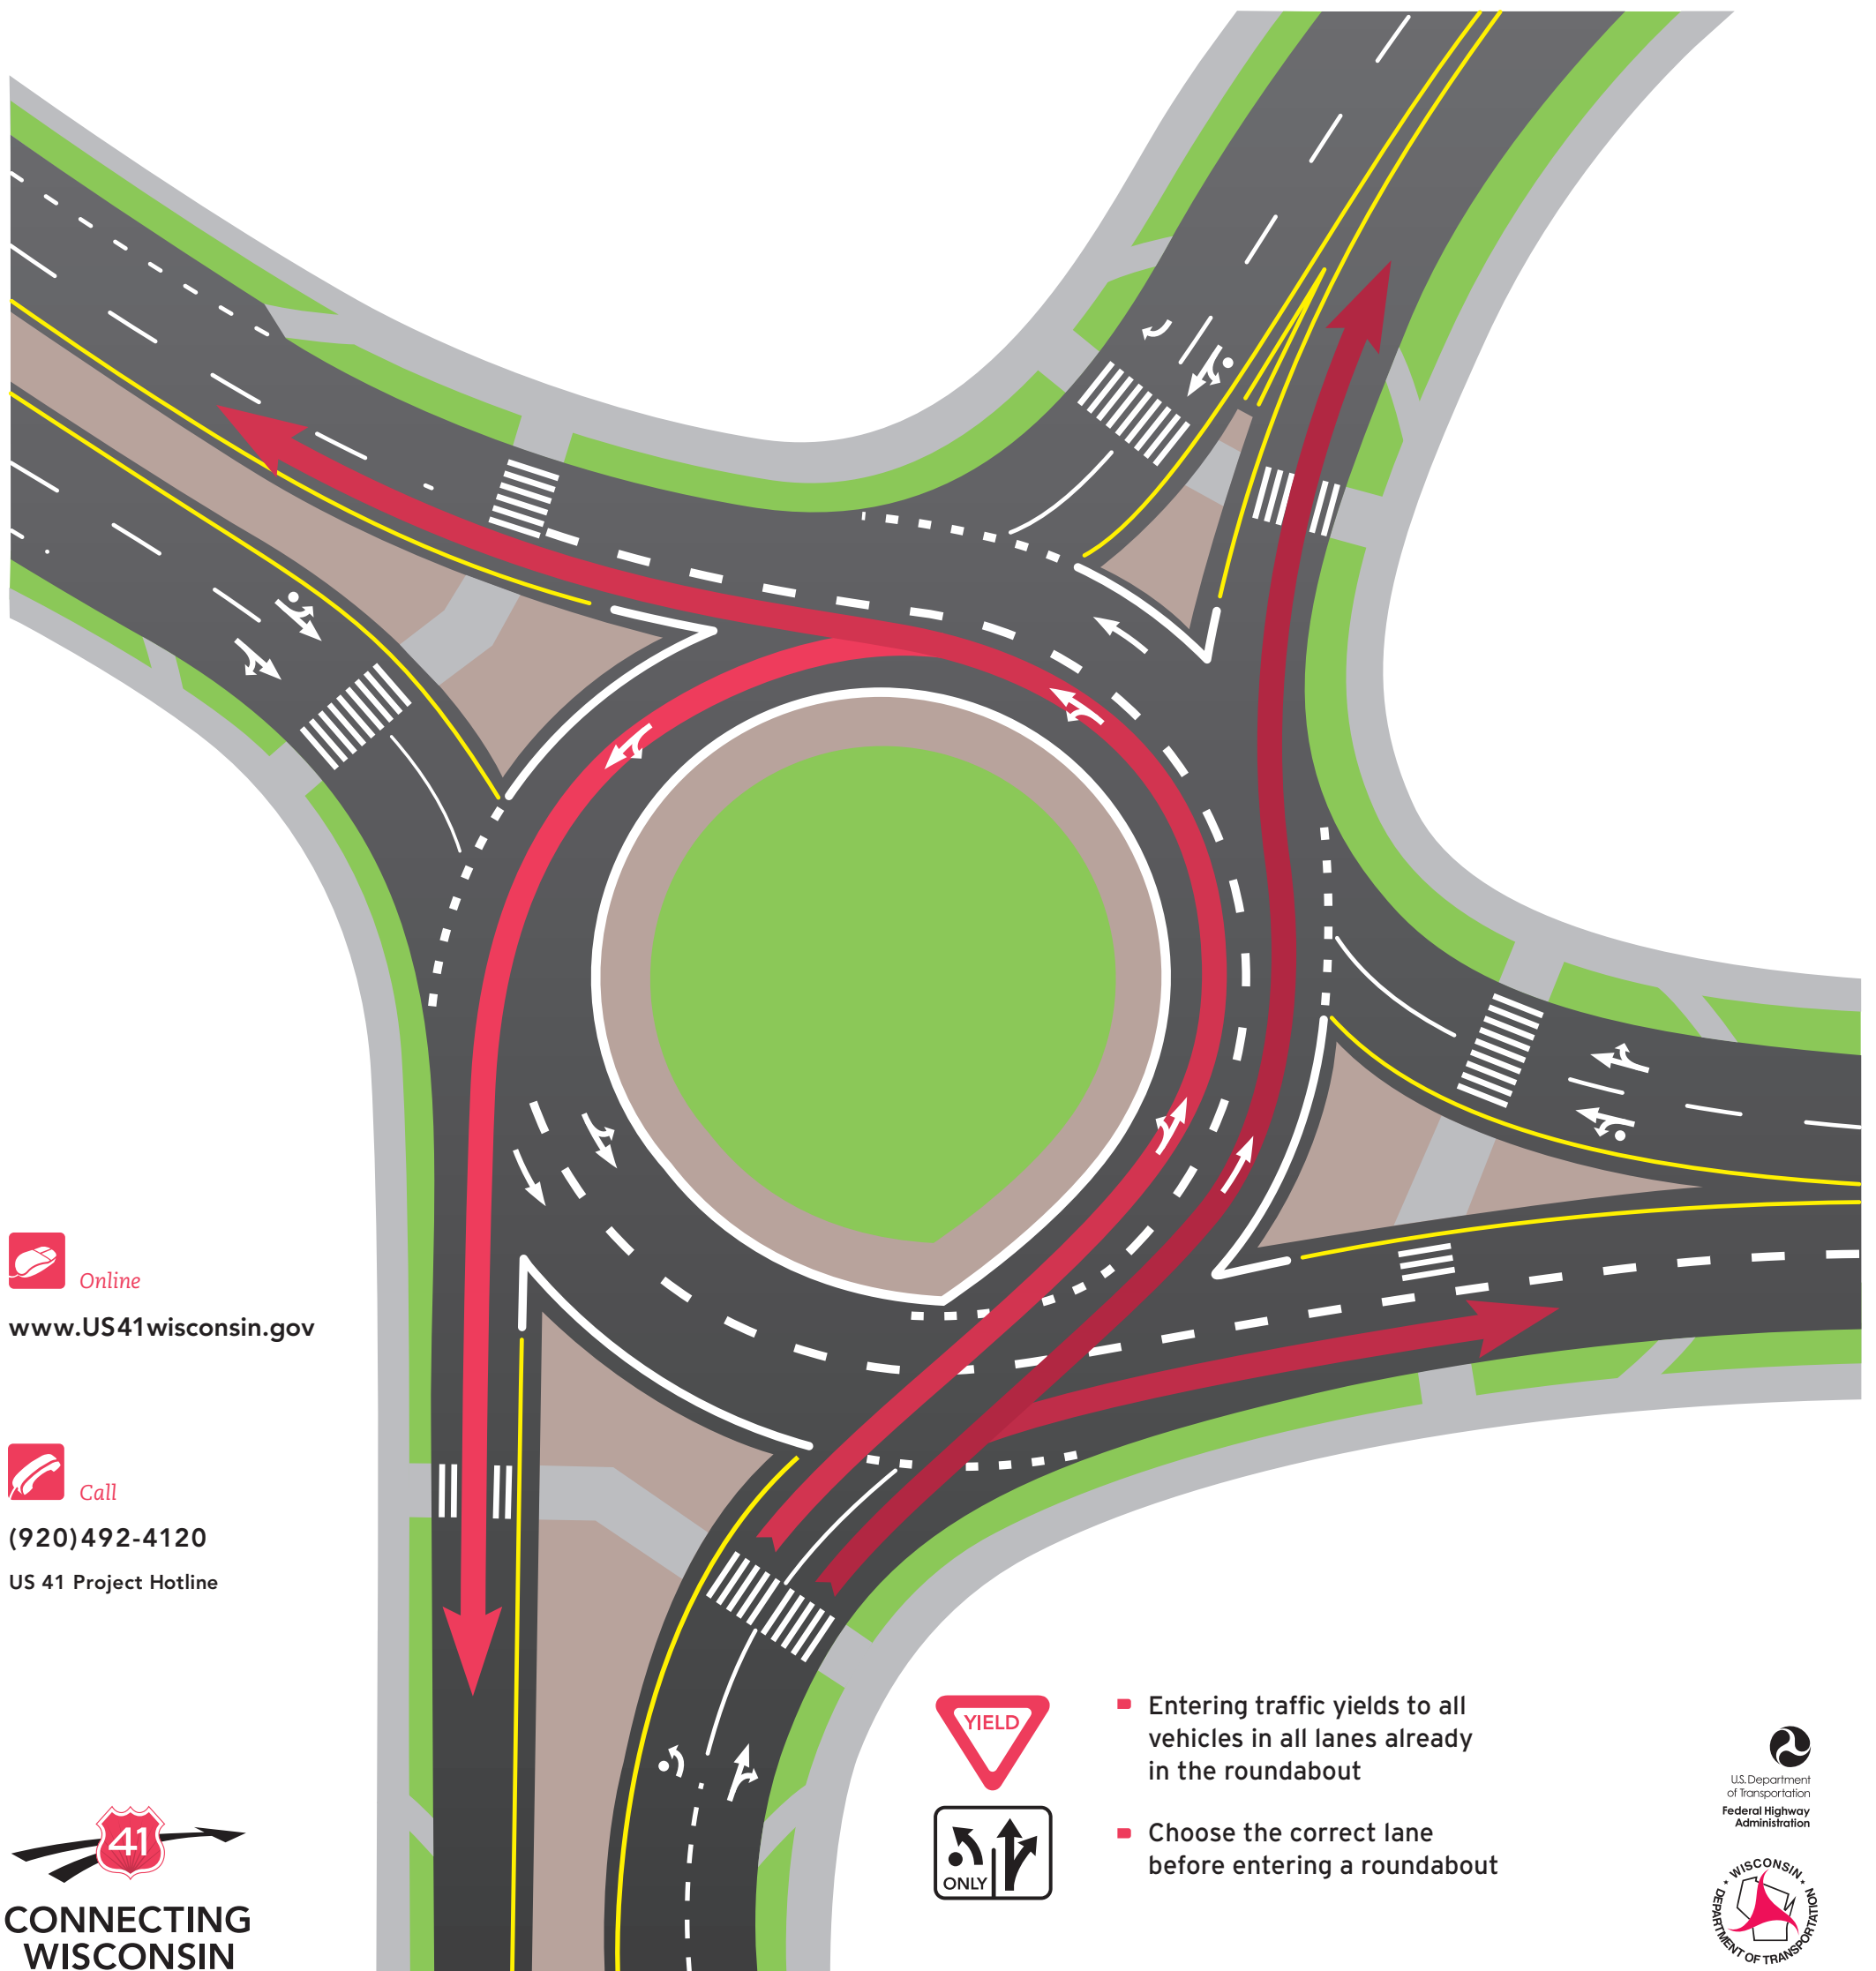 Online
www.US41wisconsin.gov
Call
(920)492-4120
US 41 Project Hotline
41
CONNECTING
WISCONSIN
YIELD
ONLY
Entering traffic yields to all
vehicles in all lanes already
in the roundabout
Choose the correct lane
before entering a roundabout
U.S. Department
of Transportation
Federal Highway
Administration
WISCONSIN
DEPARTMENT OF TRANSPORTATION